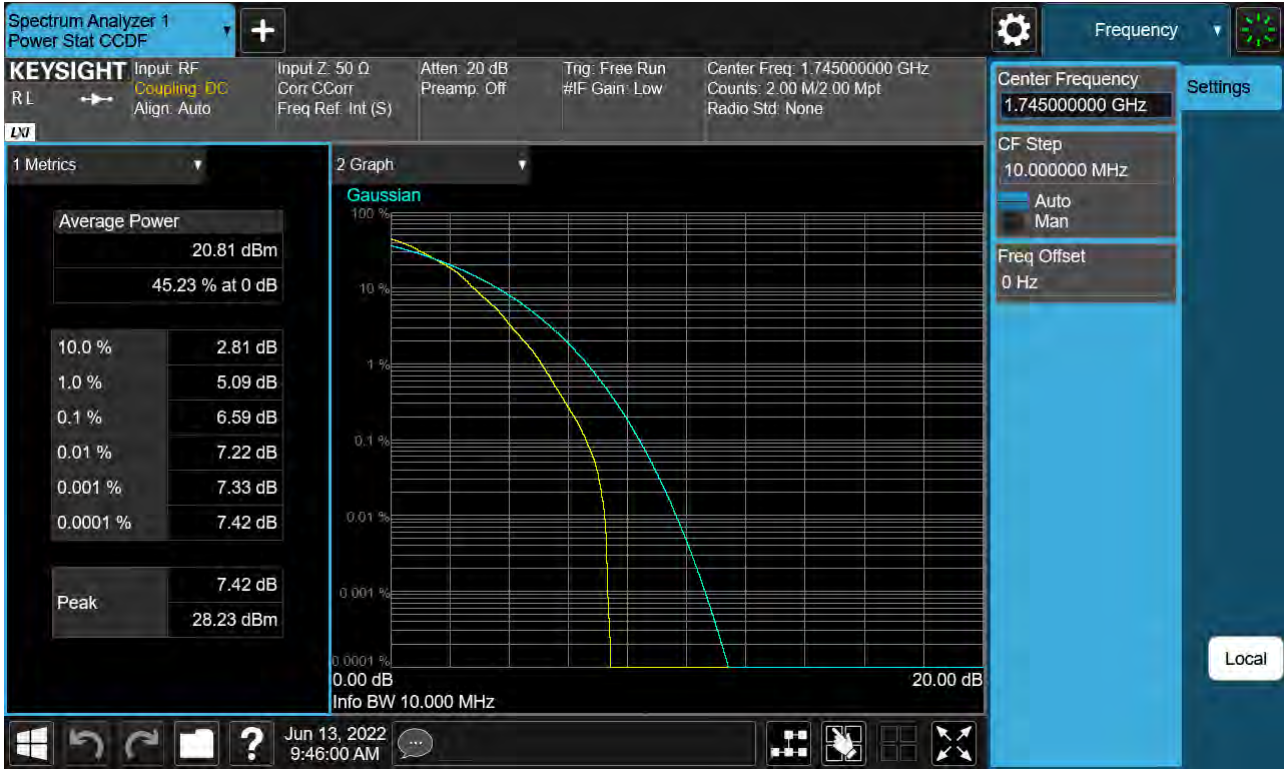 Spectrum Analyzer 1
Power Stat CCDF
Frequency
KEYSIGHT
RL
LXI
Input: RF
Coupling: DC
Align: Auto
Input Z: 50 Ω
Corr CCorr
Freq Ref: Int (S)
Atten: 20 dB
Preamp: Off
Trig: Free Run
#IF Gain: Low
Center Freq: 1.745000000 GHz
Counts: 2.00 M/2.00 Mpt
Radio Std: None
1 Metrics
Average Power
20.81 dBm
45.23 % at 0 dB
10.0 % 2.81 dB
1.0 % 5.09 dB
0.1 % 6.59 dB
0.01 % 7.22 dB
0.001 % 7.33 dB
0.0001 % 7.42 dB
Peak
7.42 dB
28.23 dBm
2 Graph
Gaussian
100 %
10 %
1 %
0.1 %
0.01 %
0.001 %
0.0001 %
0.00 dB 20.00 dB
Info BW 10.000 MHz
Center Frequency
1.745000000 GHz
CF Step
10.000000 MHz
Auto
Man
Freq Offset
0 Hz
Settings
Local
?
Jun 13, 2022
9:46:00 AM